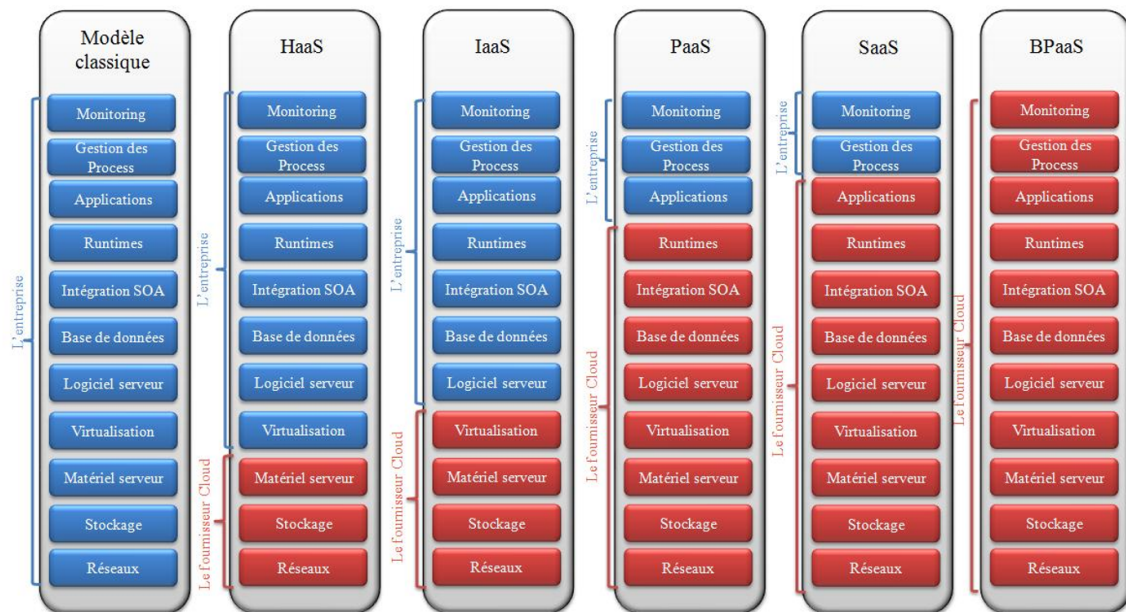 Modèle
classique
L'entreprise
Monitoring
Gestion des
Process
Applications
Runtimes
Intégration SOA
Base de données
Logiciel serveur
Virtualisation
Matériel serveur
Stockage
Réseaux
HaaS
L'entreprise
Le fournisseur Cloud
Monitoring
Gestion des
Process
Applications
Runtimes
Intégration SOA
Base de données
Logiciel serveur
Virtualisation
Matériel serveur
Stockage
Réseaux
IaaS
L'entreprise
Le fournisseur Cloud
Monitoring
Gestion des
Process
Applications
Runtimes
Intégration SOA
Base de données
Logiciel serveur
Virtualisation
Matériel serveur
Stockage
Réseaux
PaaS
L'entreprise
Le fournisseur Cloud
Monitoring
Gestion des
Process
Applications
Runtimes
Intégration SOA
Base de données
Logiciel serveur
Virtualisation
Matériel serveur
Stockage
Réseaux
SaaS
L'entreprise
Le fournisseur Cloud
Monitoring
Gestion des
Process
Applications
Runtimes
Intégration SOA
Base de données
Logiciel serveur
Virtualisation
Matériel serveur
Stockage
Réseaux
BPaaS
Le fournisseur Cloud
Monitoring
Gestion des
Process
Applications
Runtimes
Intégration SOA
Base de données
Logiciel serveur
Virtualisation
Matériel serveur
Stockage
Réseaux